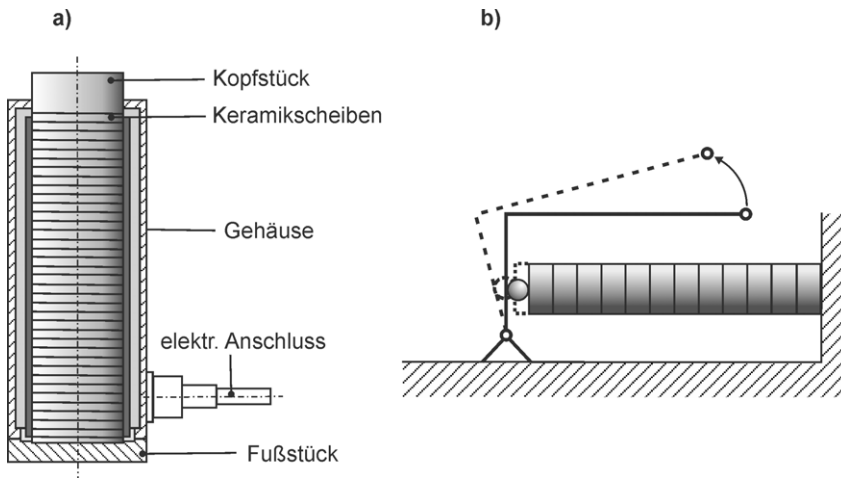 a)
b)
Kopfstück
Keramikscheiben
Gehäuse
elektr. Anschluss
Fußstück